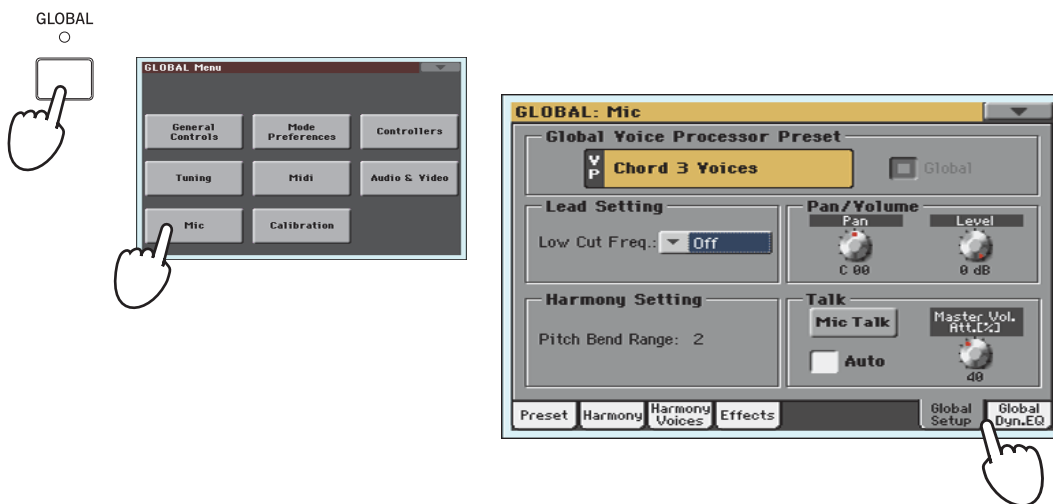 GLOBAL
GLOBAL Menu
General
Controls
Mode
Preferences
Controllers
Tuning
Midi
Audio & Video
Mic
Calibration
GLOBAL: Mic
Global Voice Processor Preset
VP
Chord 3 Voices
Global
Lead Setting
Low Cut Freq.:
Off
Pan/Volume
Pan
Level
C 00
0 dB
Harmony Setting
Pitch Bend Range: 2
Talk
Mic Talk
Master Vol.
Att.[%]
Auto
40
Preset
Harmony
Harmony
Voices
Effects
Global
Setup
Global
Dyn.EQ